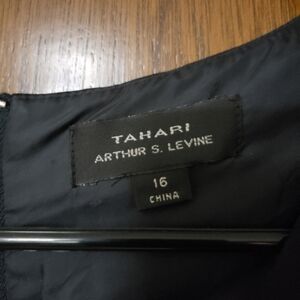 TAHARI
ARTHUR S. LEVINE
16
CHINA